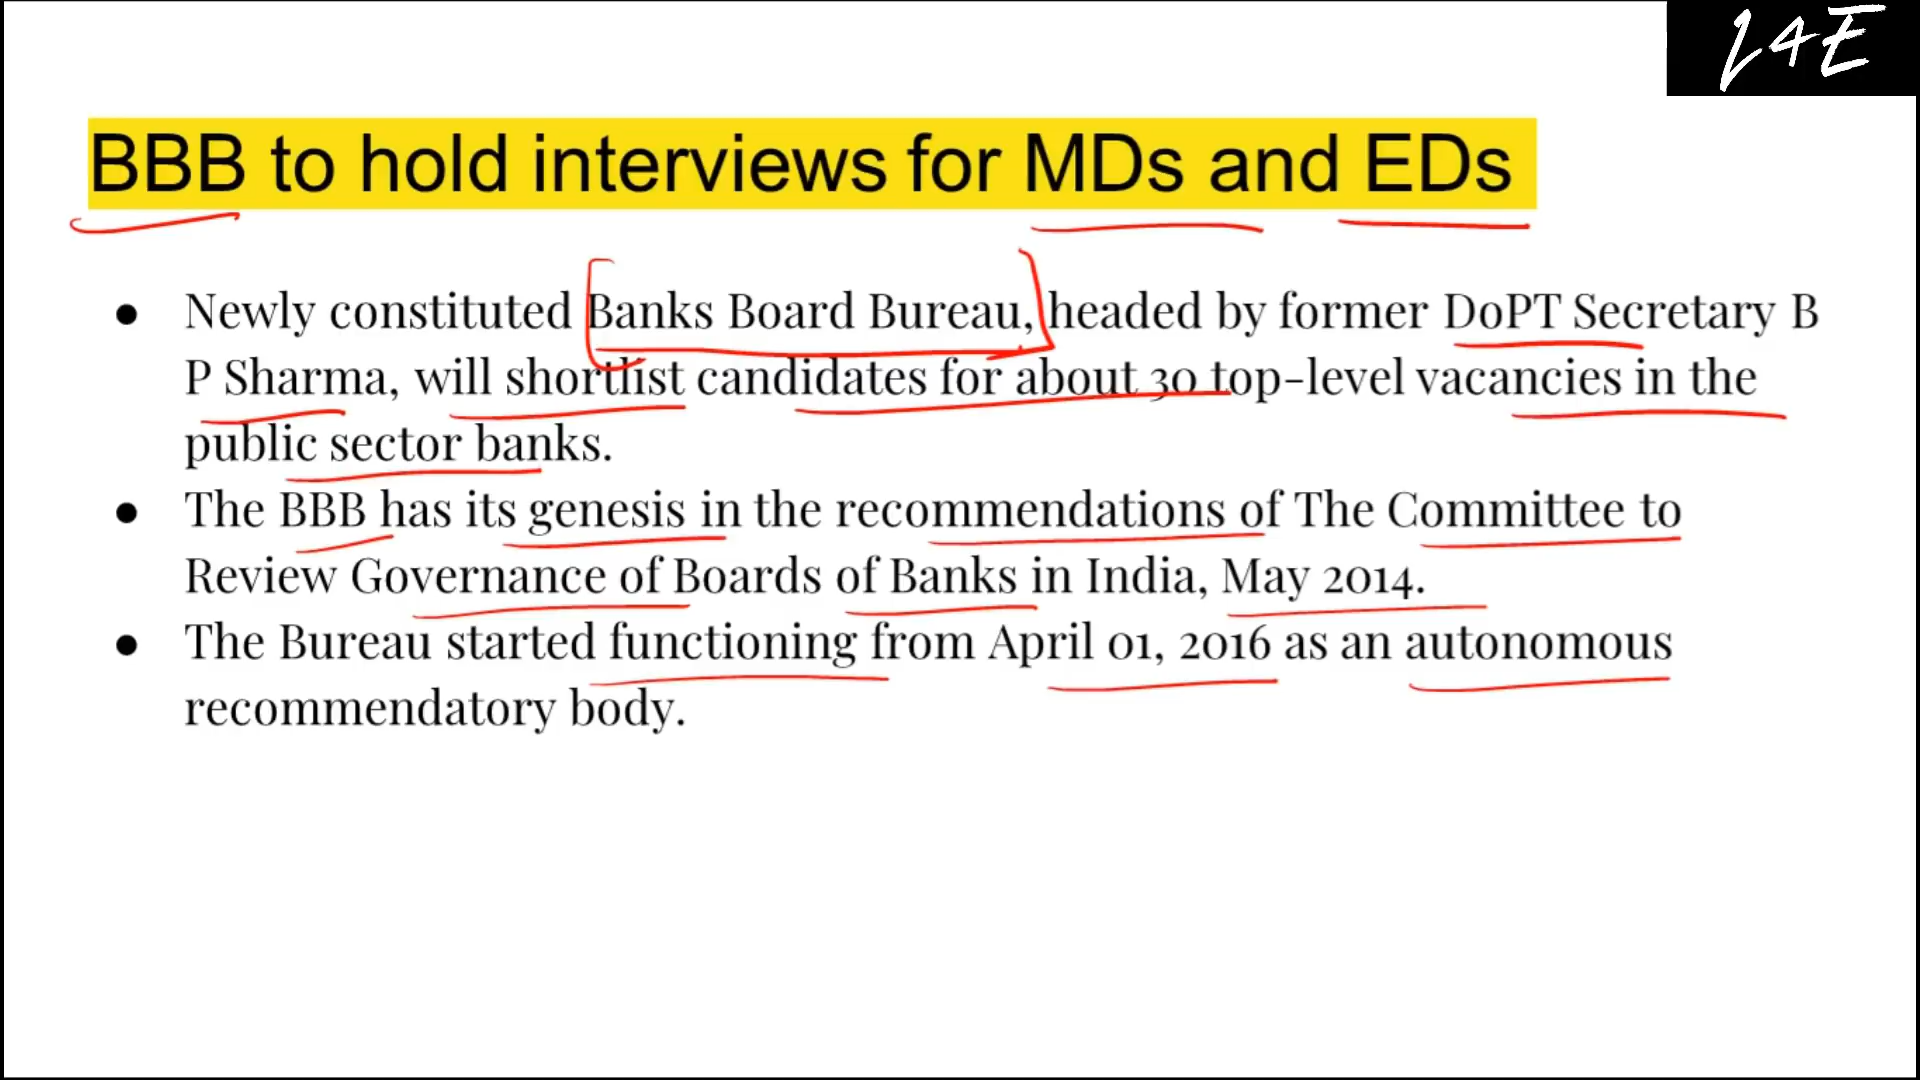 L4E
BBB to hold interviews for MDs and EDs
● Newly constituted Banks Board Bureau, headed by former DoPT Secretary B
P Sharma, will shortlist candidates for about 30 top-level vacancies in the
public sector banks.
● The BBB has its genesis in the recommendations of The Committee to
Review Governance of Boards of Banks in India, May 2014.
● The Bureau started functioning from April 01, 2016 as an autonomous
recommendatory body.